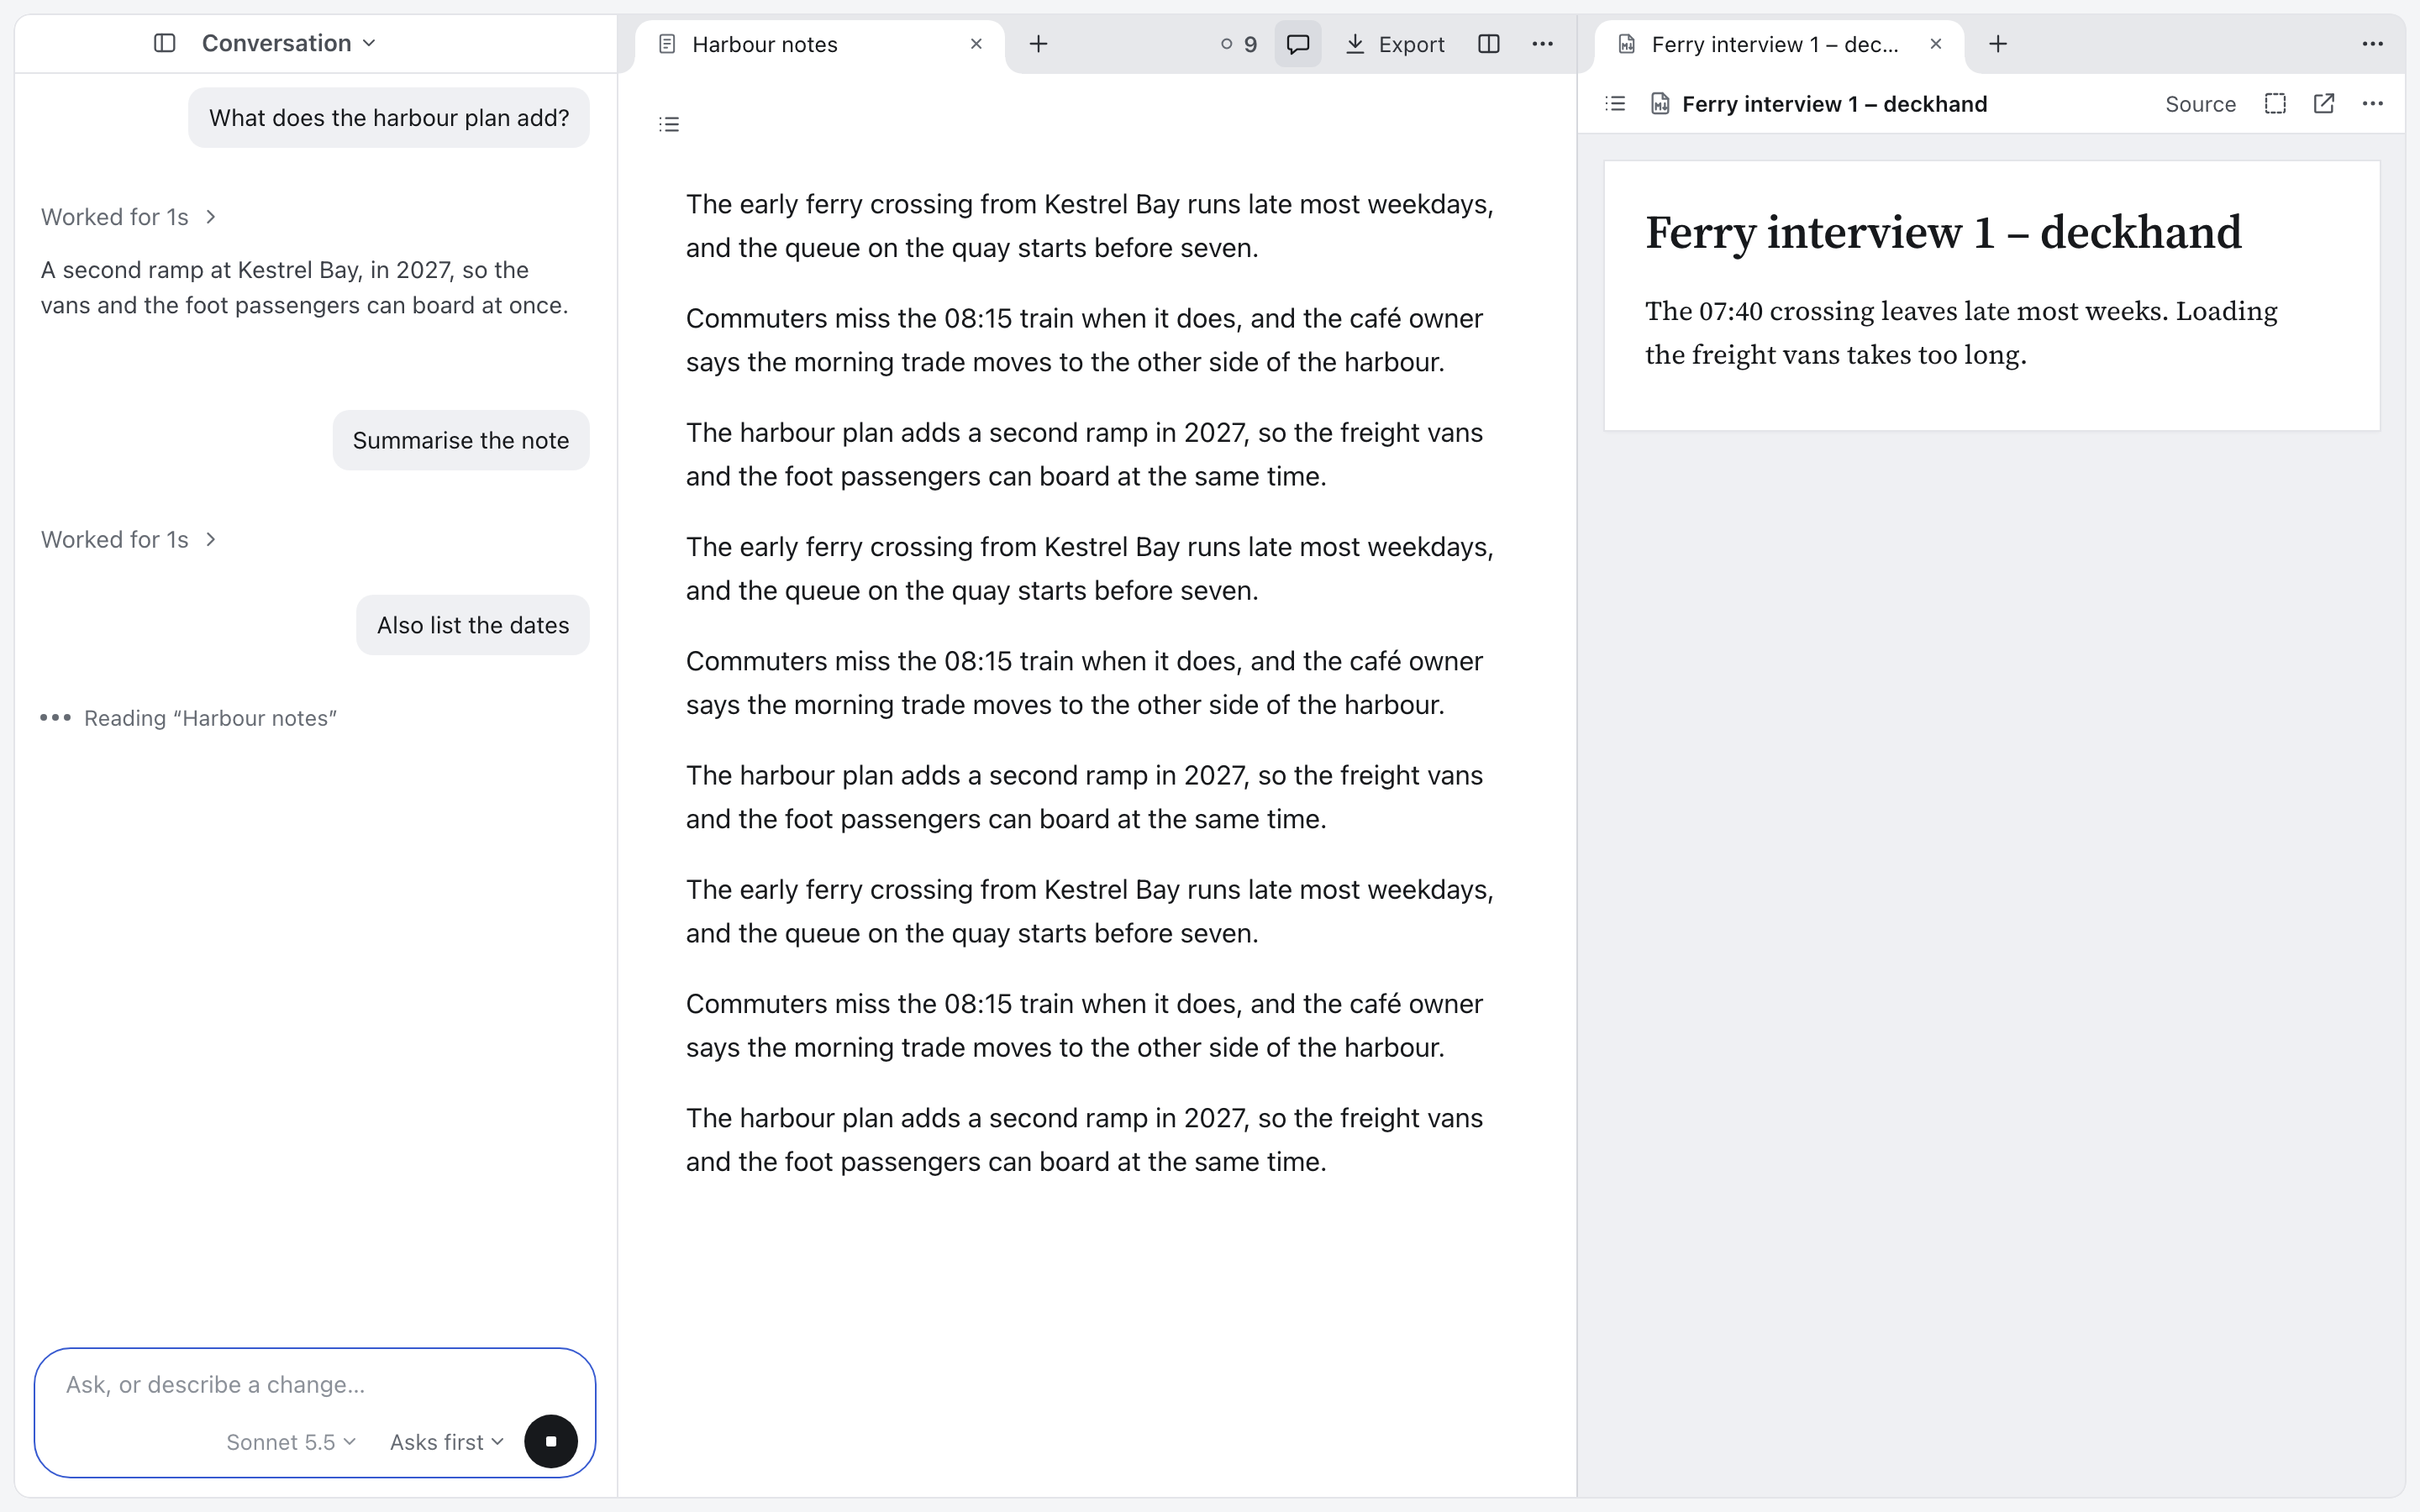 Conversation
What does the harbour plan add?
Worked for 1s
A second ramp at Kestrel Bay, in 2027, so the
vans and the foot passengers can board at once.
Summarise the note
Worked for 1s
Also list the dates
Reading “Harbour notes”
Ask, or describe a change...
Sonnet 5.5
Asks first
Harbour notes
9
Export
The early ferry crossing from Kestrel Bay runs late most weekdays,
and the queue on the quay starts before seven.
Commuters miss the 08:15 train when it does, and the café owner
says the morning trade moves to the other side of the harbour.
The harbour plan adds a second ramp in 2027, so the freight vans
and the foot passengers can board at the same time.
The early ferry crossing from Kestrel Bay runs late most weekdays,
and the queue on the quay starts before seven.
Commuters miss the 08:15 train when it does, and the café owner
says the morning trade moves to the other side of the harbour.
The harbour plan adds a second ramp in 2027, so the freight vans
and the foot passengers can board at the same time.
The early ferry crossing from Kestrel Bay runs late most weekdays,
and the queue on the quay starts before seven.
Commuters miss the 08:15 train when it does, and the café owner
says the morning trade moves to the other side of the harbour.
The harbour plan adds a second ramp in 2027, so the freight vans
and the foot passengers can board at the same time.
Ferry interview 1 – dec...
Ferry interview 1 – deckhand
Source
Ferry interview 1 – deckhand
The 07:40 crossing leaves late most weeks. Loading
the freight vans takes too long.